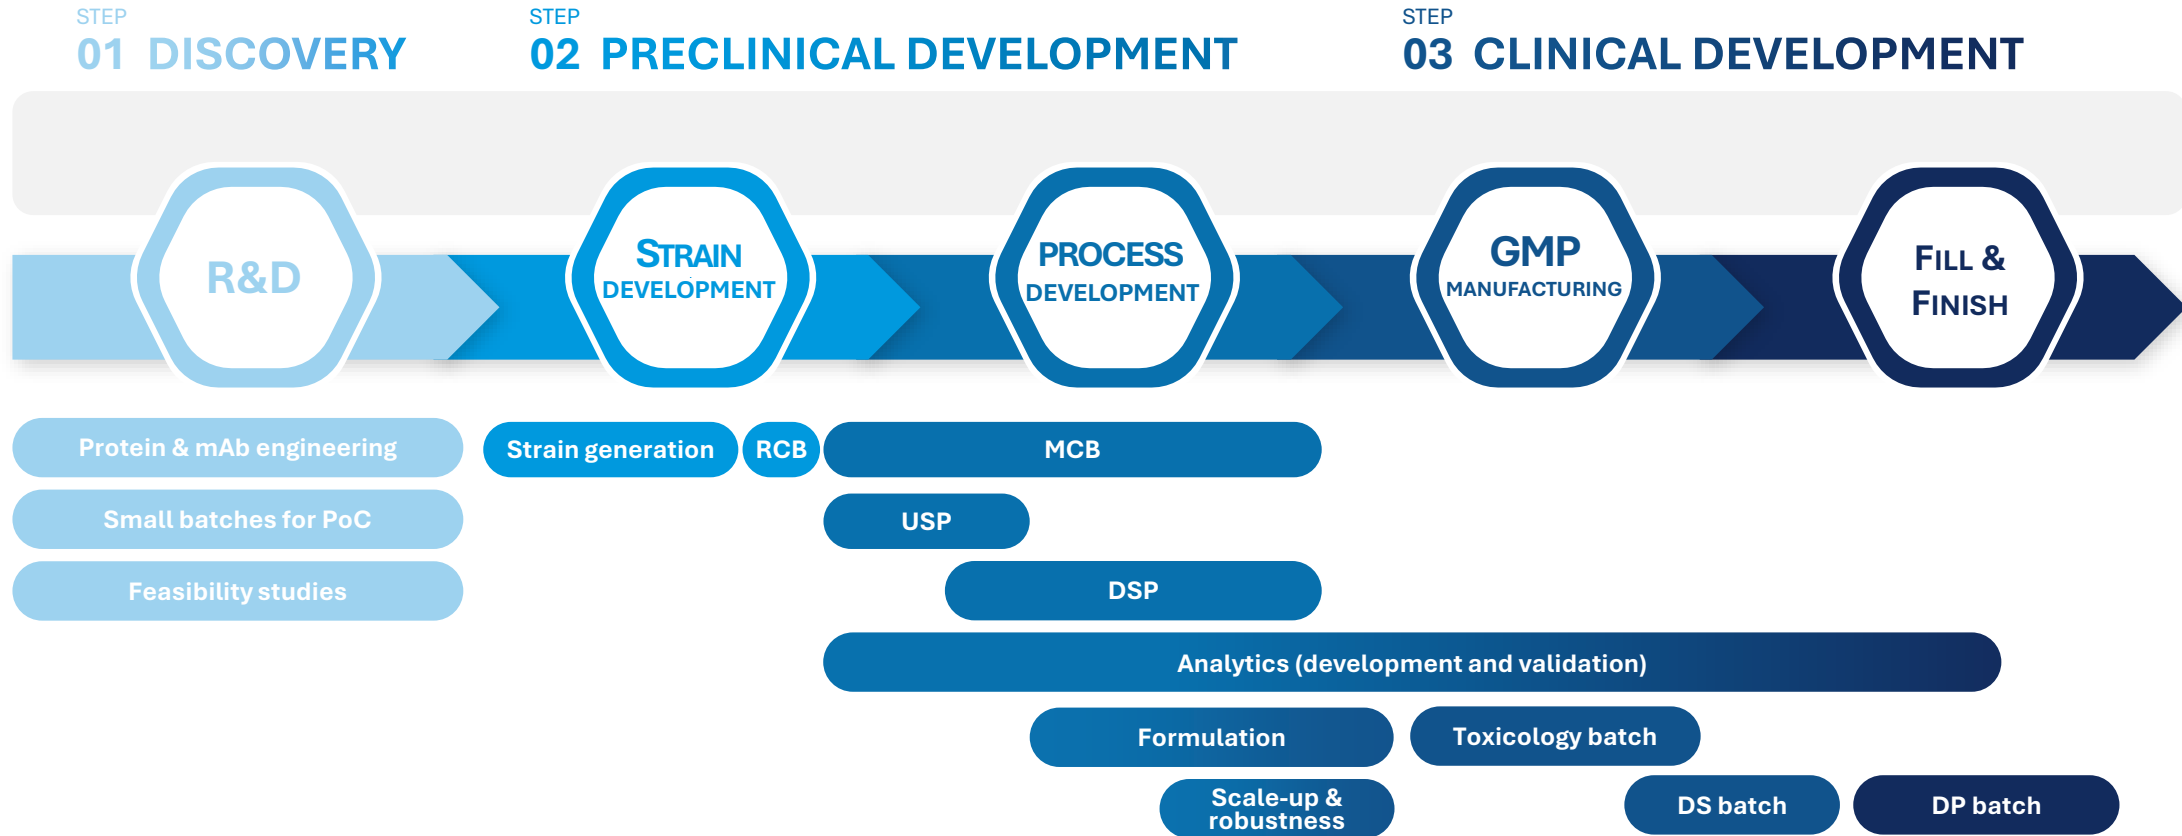 STEP
01 DISCOVERY
STEP
02 PRECLINICAL DEVELOPMENT
STEP
03 CLINICAL DEVELOPMENT
R&D
STRAIN
DEVELOPMENT
PROCESS
DEVELOPMENT
GMP
MANUFACTURING
FILL &
FINISH
Protein & mAb engineering
Strain generation
RCB
MCB
Small batches for PoC
USP
Feasibility studies
DSP
Analytics (development and validation)
Formulation
Toxicology batch
Scale-up &
robustness
DS batch
DP batch